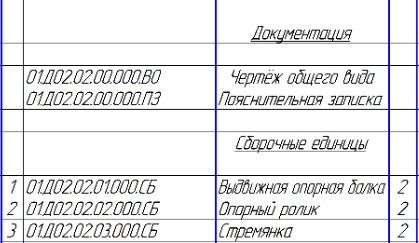 Документация
01.Д02.02.00.000.ВО Чертёж общего вида
01.Д02.02.00.000.ПЗ Пояснительная записка
Сборочные единицы
1 01.Д02.02.01.000.СБ Выдвижная опорная балка 2
2 01.Д02.02.02.000.СБ Опорный ролик 2
3 01.Д02.02.03.000.СБ Стремянка 2